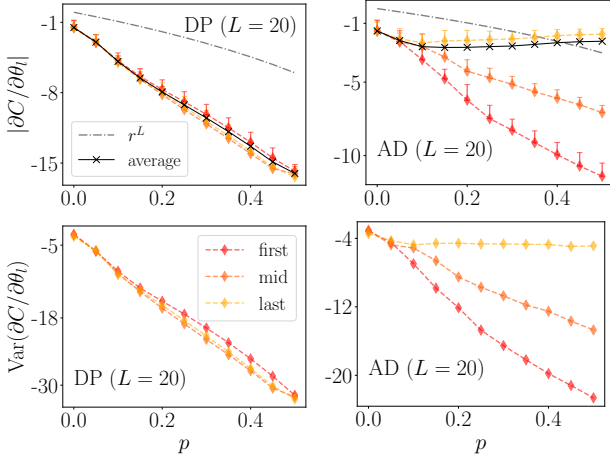 |∂C/∂θ_l|
-1
-8
-15
DP (L = 20)
r^L
average
0.0
0.2
0.4
-1
-5
-10
AD (L = 20)
0.0
0.2
0.4
Var(∂C/∂θ_l)
-5
-18
-30
first
mid
last
DP (L = 20)
0.0
0.2
0.4
p
-4
-12
-20
AD (L = 20)
0.0
0.2
0.4
p